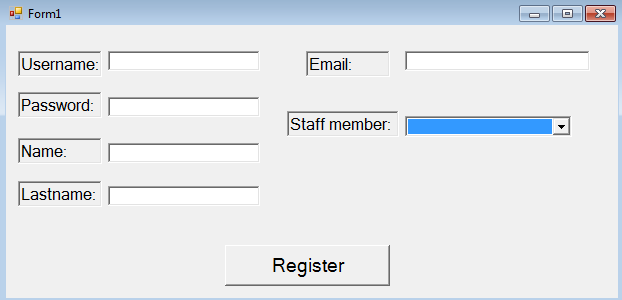 Form1
Username:
Email:
Password:
Staff member:
Name:
Lastname:
Register